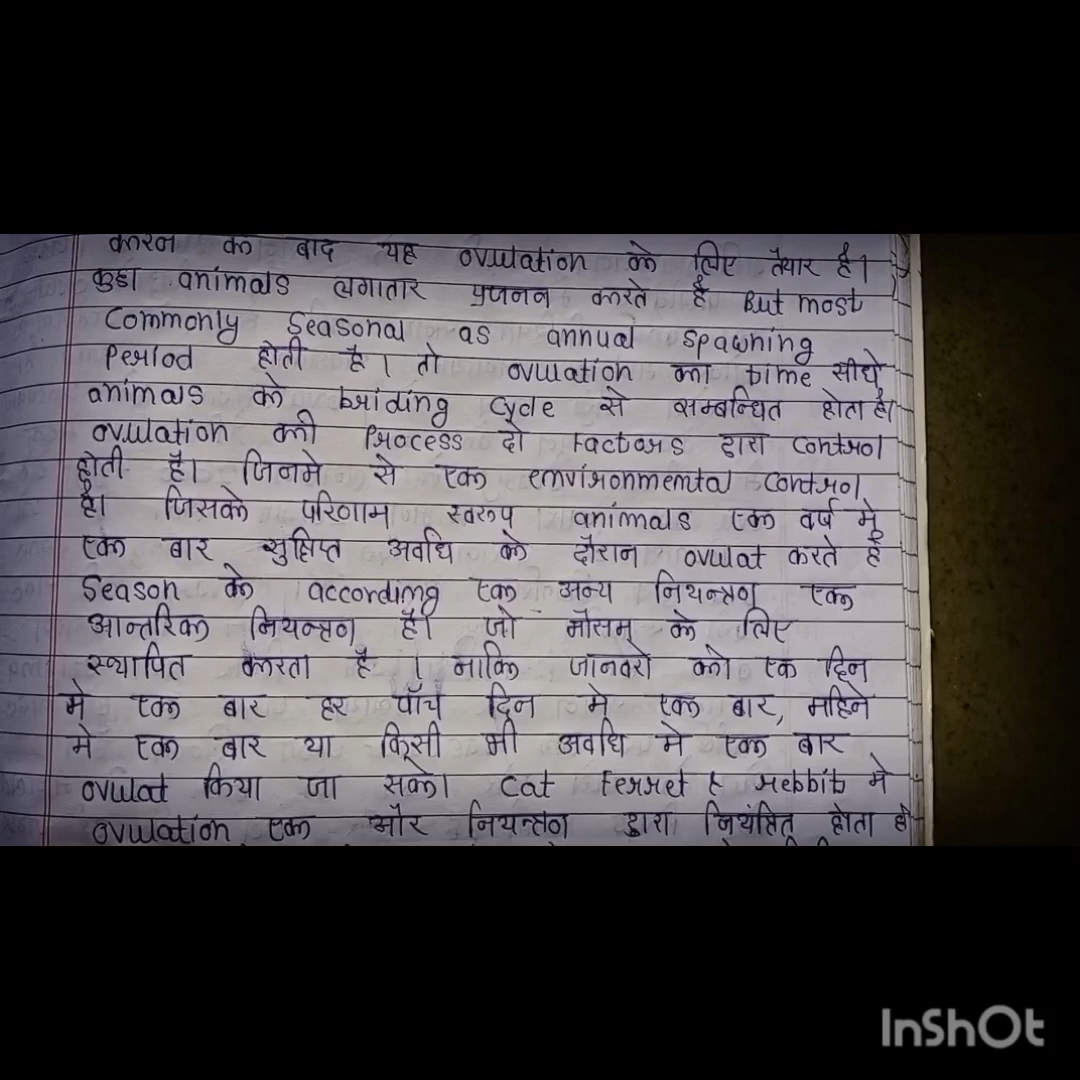 करने के बाद यह ovulation के लिए तैयार है।
कुछ animals लगातार प्रजनन करते है But most
Commonly Seasonal as annual spawning
Period होती है । तो ovulation का time सीधे
animals के briding cycle से सम्बन्धित होता है।
ovulation की Process दो Factors द्वारा control
होती है। जिनमे से एक environmental control
है। जिसके परिणाम स्वरूप animals एक वर्ष मे
एक बार अवधि के दौरान ovulat करते है
Season के according एक अन्य नियन्त्रण एक
आन्तरिक नियन्त्रण है। जो मौसम के लिए
स्थापित करता है । ताकि जानवरो को एक दिन
मे एक बार हर पाँच दिन मे एक बार, महिने
मे एक बार या किसी भी अवधि मे एक बार
ovulat किया जा सके। Cat Ferret & Rebbit मे
ovulation एक और नियन्त्रण द्वारा नियंत्रित होता है
InShOt